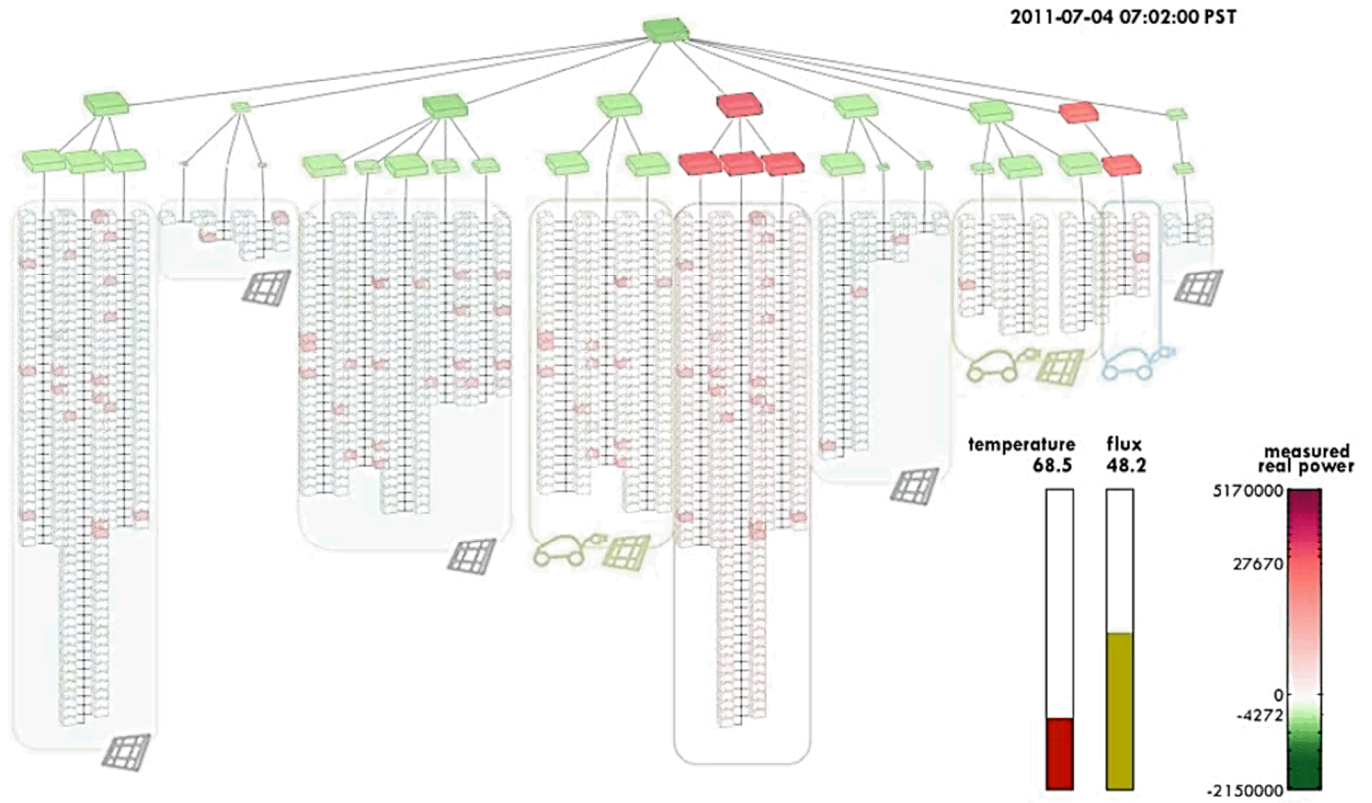 2011-07-04 07:02:00 PST
temperature
68.5
flux
48.2
measured
real power
5170000
27670
0
-4272
-2150000